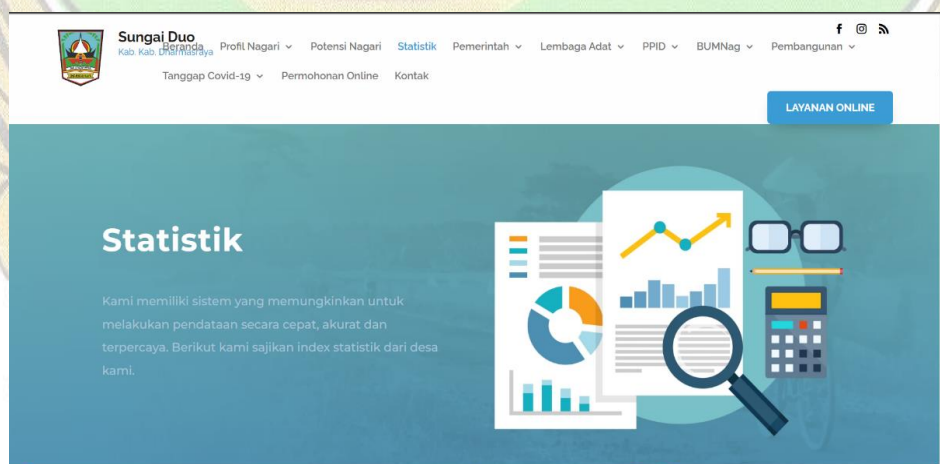 Sungai Duo
Kab. Kab. Dharmasraya
Beranda Profil Nagari Potensi Nagari Statistik Pemerintah Lembaga Adat PPID BUMNag Pembangunan
Tanggap Covid-19 Permohonan Online Kontak
LAYANAN ONLINE
Statistik
Kami memiliki sistem yang memungkinkan untuk
melakukan pendataan secara cepat, akurat dan
terpercaya. Berikut kami sajikan index statistik dari desa
kami.